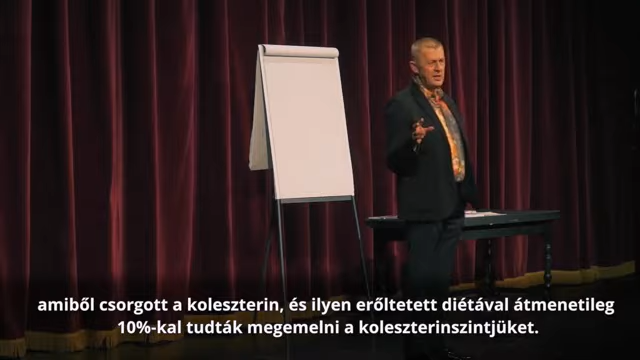 amiből csorgott a koleszterin, és ilyen erőltetett diétával átmenetileg
10%-kal tudták megemelni a koleszterinszintjüket.